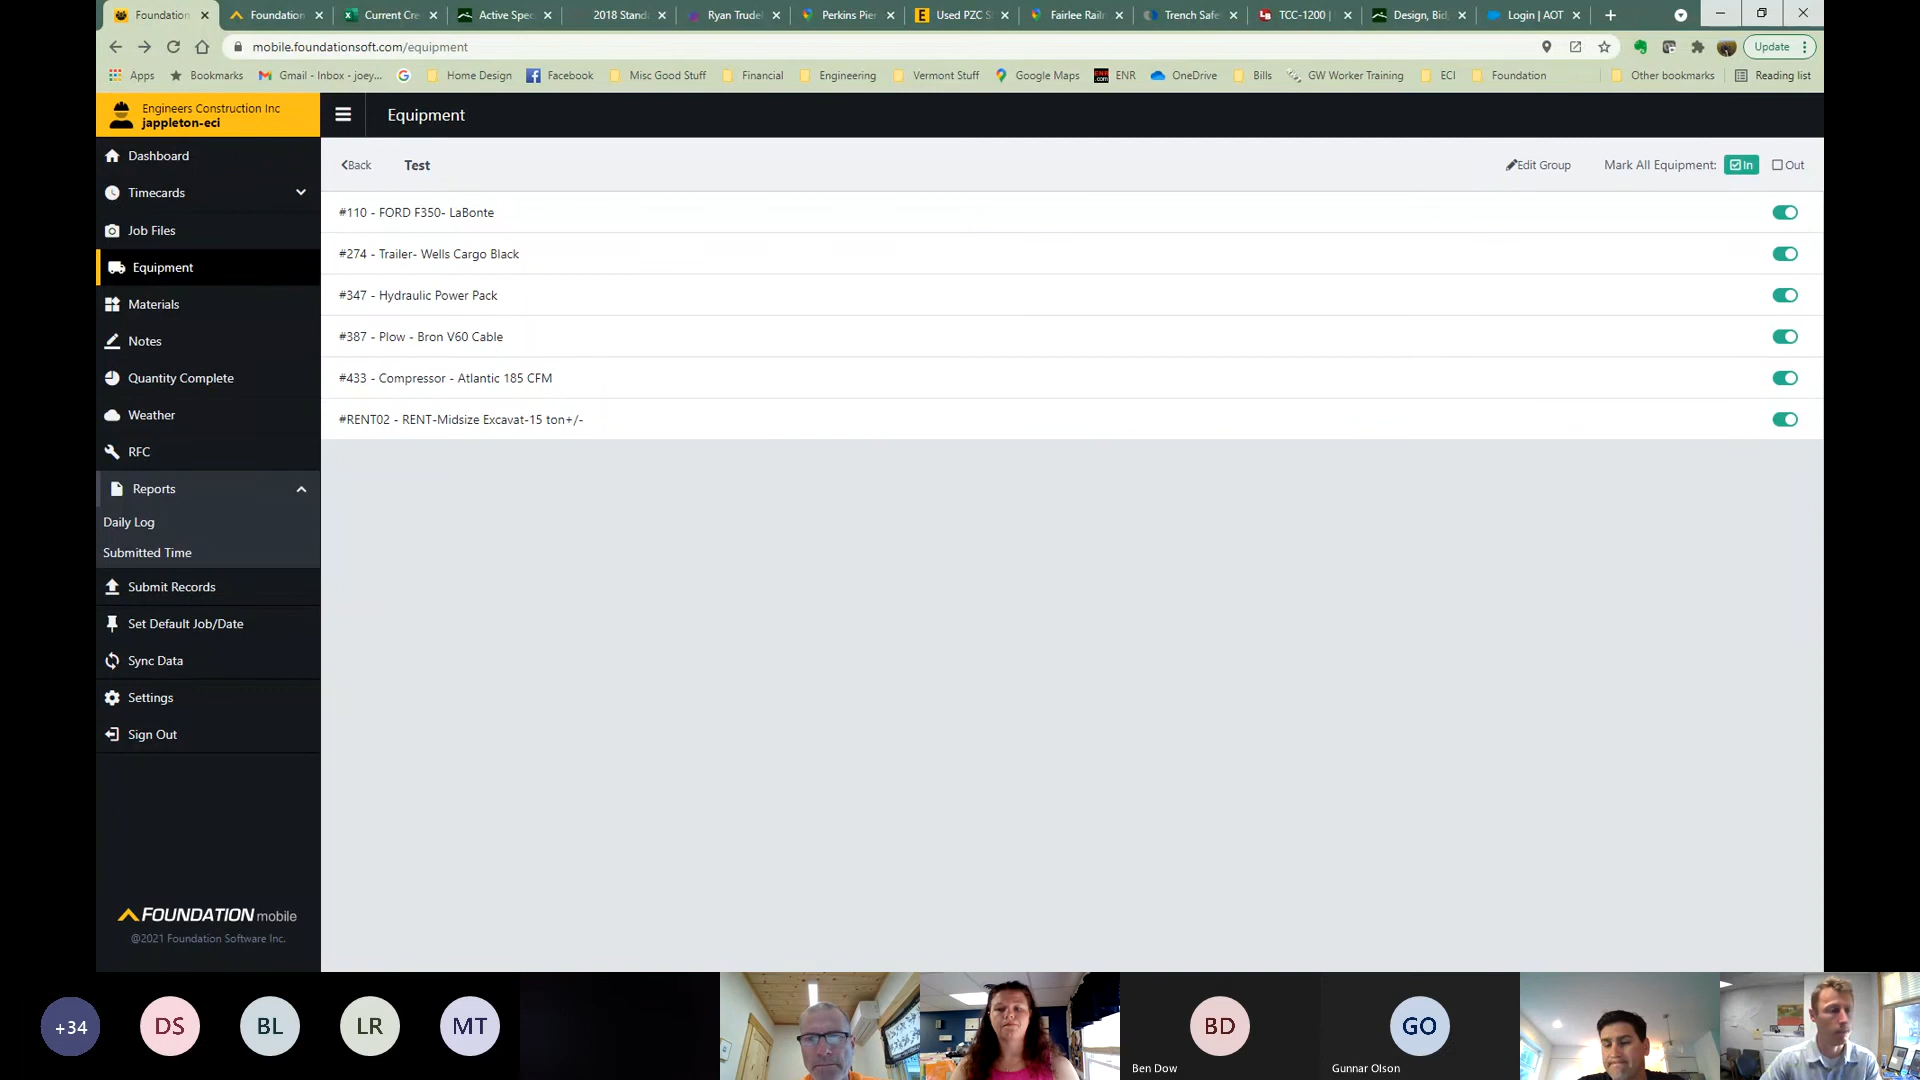 Foundation
Foundation
Current Cre
Active Spec
2018 Stand
Ryan Trudel
Perkins Pier
Used PZC S
Fairlee Rail
Trench Safe
TCC-1200 |
Design, Bid,
Login | AOT
mobile.foundationsoft.com/equipment
Update
Apps
Bookmarks
Gmail - Inbox - joey...
Home Design
Facebook
Misc Good Stuff
Financial
Engineering
Vermont Stuff
Google Maps
ENR
OneDrive
Bills
GW Worker Training
ECI
Foundation
Other bookmarks
Reading list
Engineers Construction Inc
jappleton-eci
Equipment
Back
Test
Edit Group
Mark All Equipment:
In
Out
Dashboard
Timecards
Job Files
Equipment
Materials
Notes
Quantity Complete
Weather
RFC
Reports
Daily Log
Submitted Time
Submit Records
Set Default Job/Date
Sync Data
Settings
Sign Out
#110 - FORD F350- LaBonte
#274 - Trailer- Wells Cargo Black
#347 - Hydraulic Power Pack
#387 - Plow - Bron V60 Cable
#433 - Compressor - Atlantic 185 CFM
#RENT02 - RENT-Midsize Excavat-15 ton+/-
FOUNDATION mobile
@2021 Foundation Software Inc.
+34
DS
BL
LR
MT
BD
Ben Dow
GO
Gunnar Olson